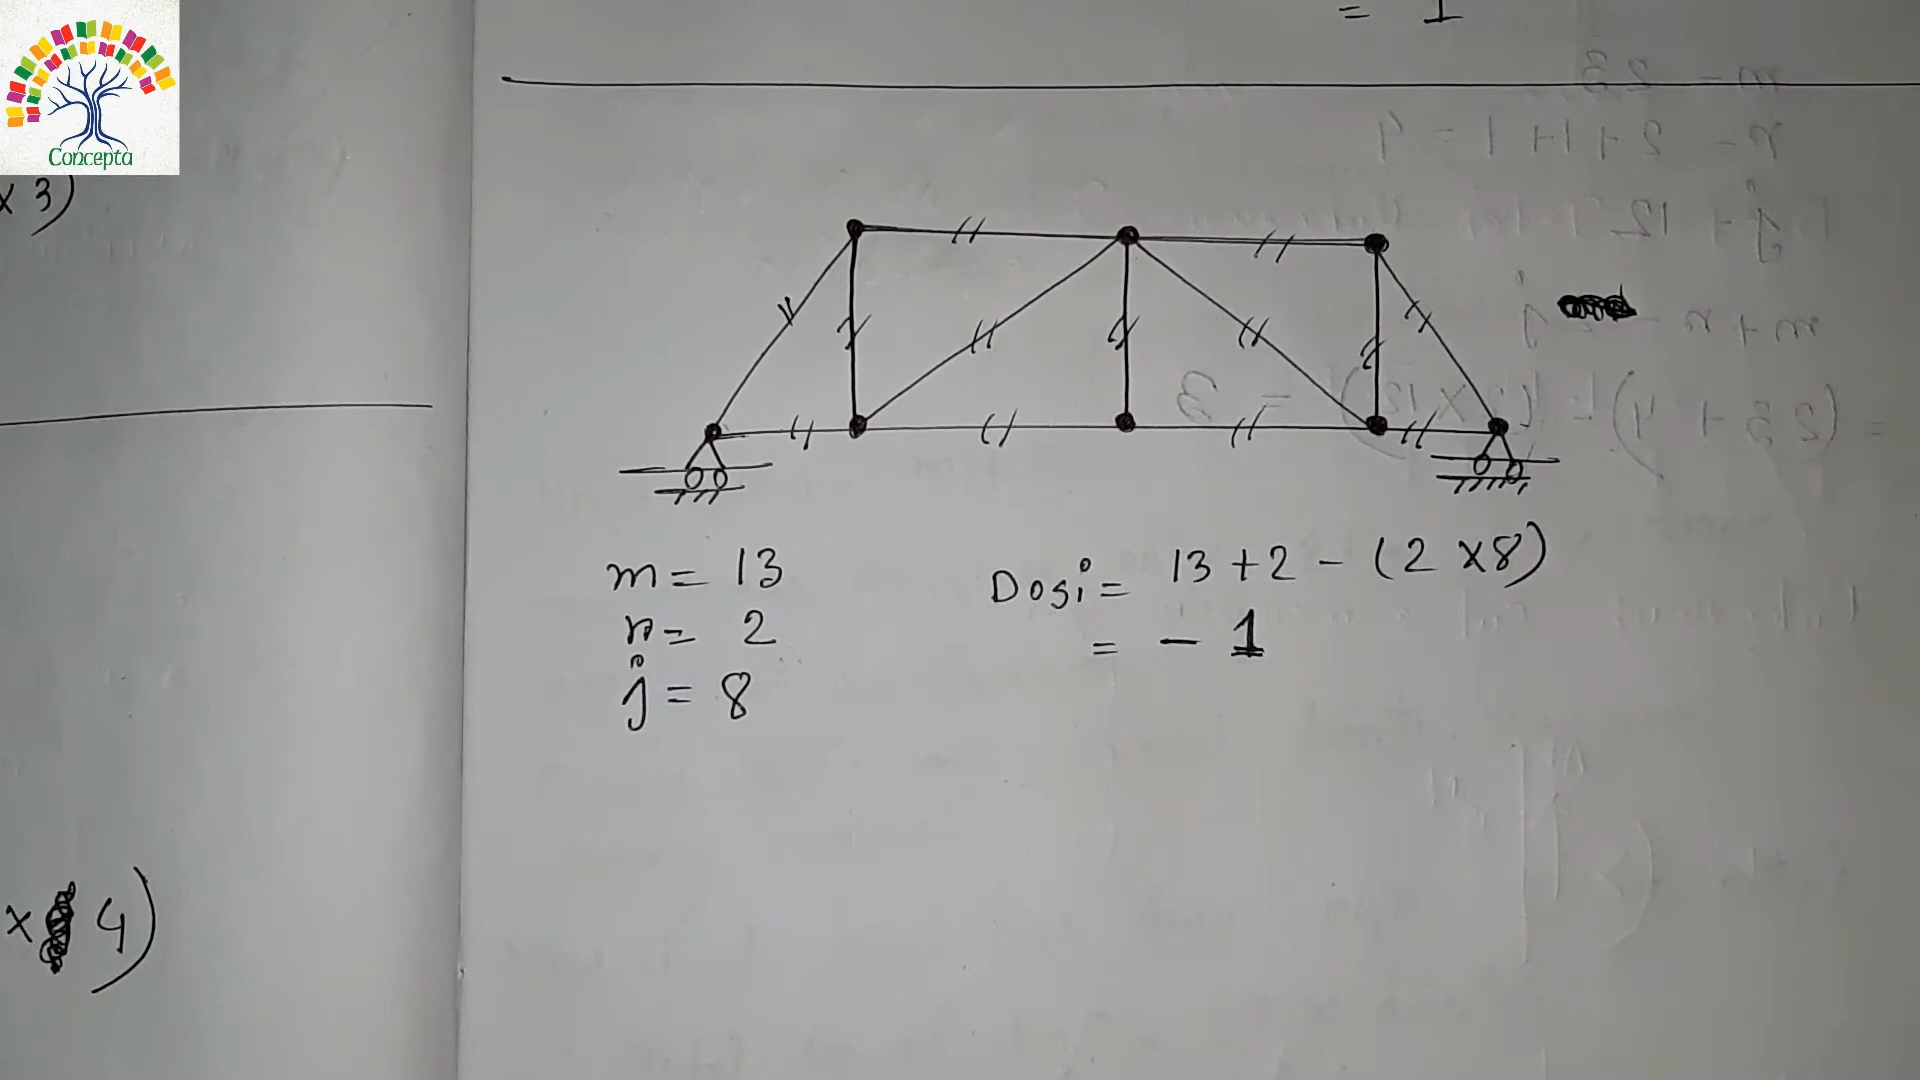 Concepta
x 3)
x 4)
= 1
m = 13
r = 2
j = 8
Dosi = 13 + 2 - (2 x 8)
= - 1